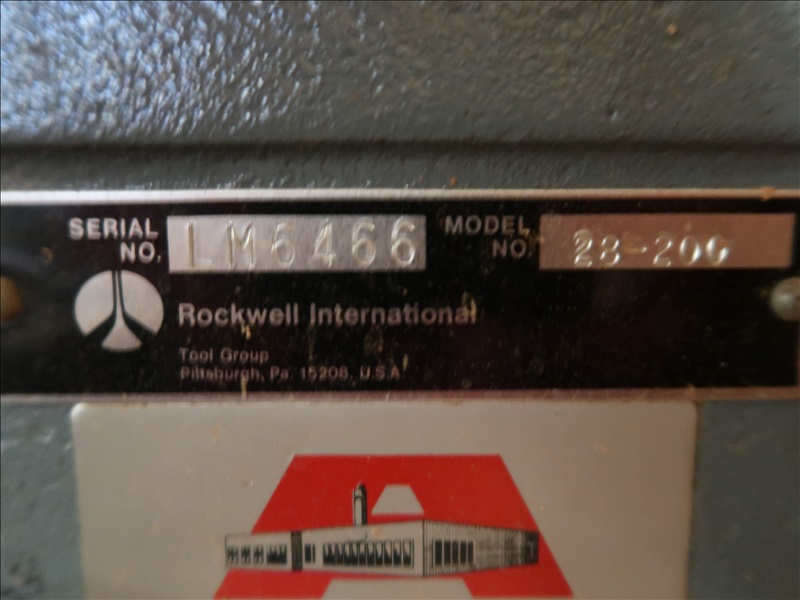 SERIAL NO. LM6466 MODEL NO. 28-200
Rockwell International
Tool Group
Pittsburgh, Pa. 15208, U.S.A.
A